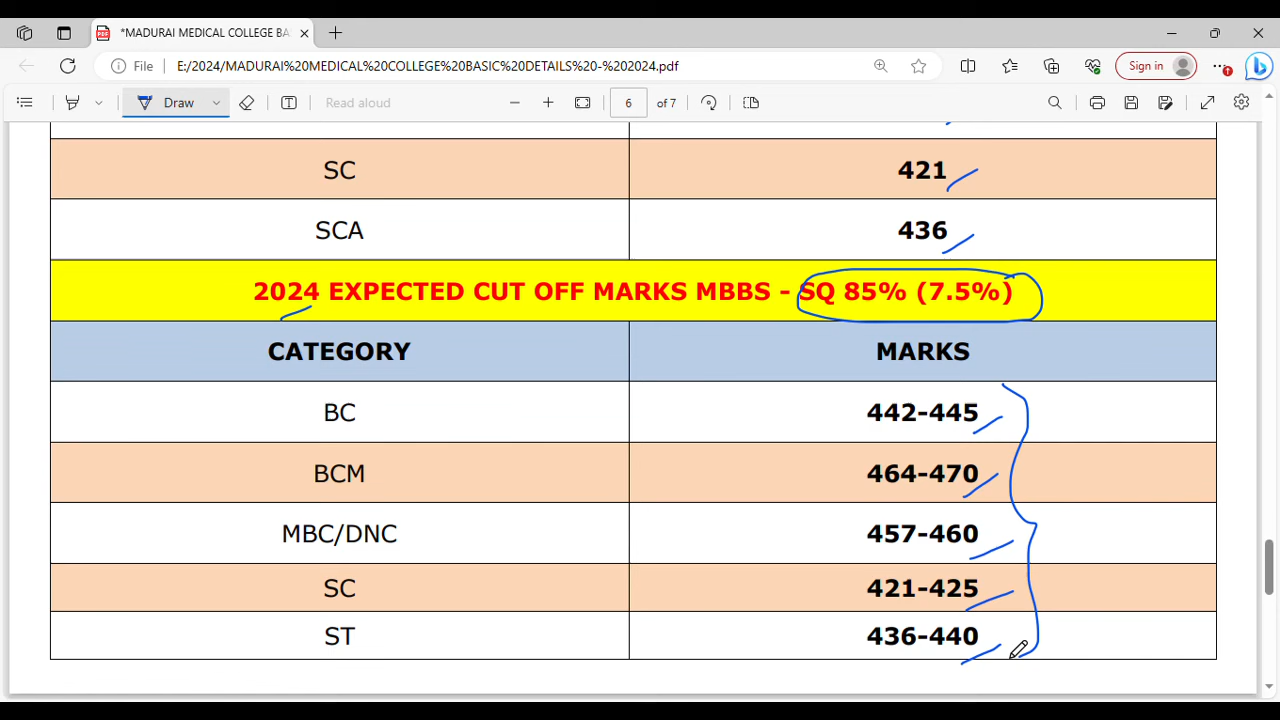 *MADURAI MEDICAL COLLEGE BA
File E:/2024/MADURAI%20MEDICAL%20COLLEGE%20BASIC%20DETAILS%20-%202024.pdf Sign in
Draw Read aloud 6 of 7
SC 421
SCA 436
2024 EXPECTED CUT OFF MARKS MBBS - SQ 85% (7.5%)
CATEGORY MARKS
BC 442-445
BCM 464-470
MBC/DNC 457-460
SC 421-425
ST 436-440